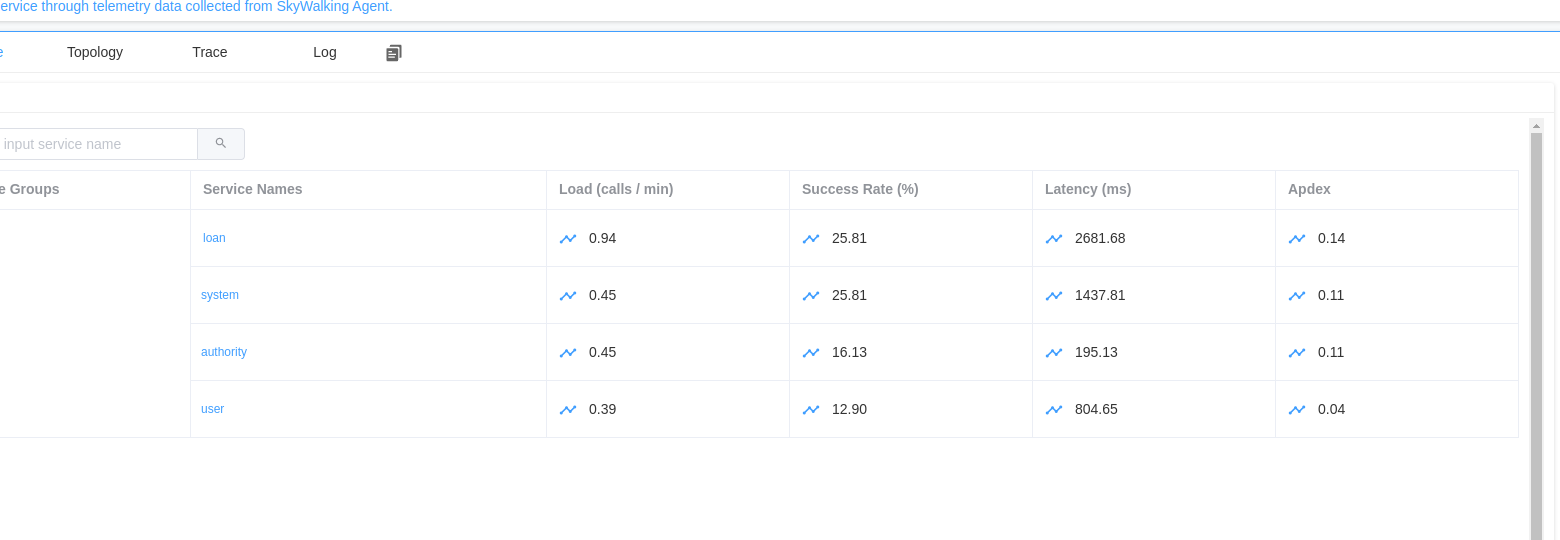 ervice through telemetry data collected from SkyWalking Agent.
e Topology Trace Log
input service name
e Groups Service Names Load (calls / min) Success Rate (%) Latency (ms) Apdex
loan 0.94 25.81 2681.68 0.14
system 0.45 25.81 1437.81 0.11
authority 0.45 16.13 195.13 0.11
user 0.39 12.90 804.65 0.04